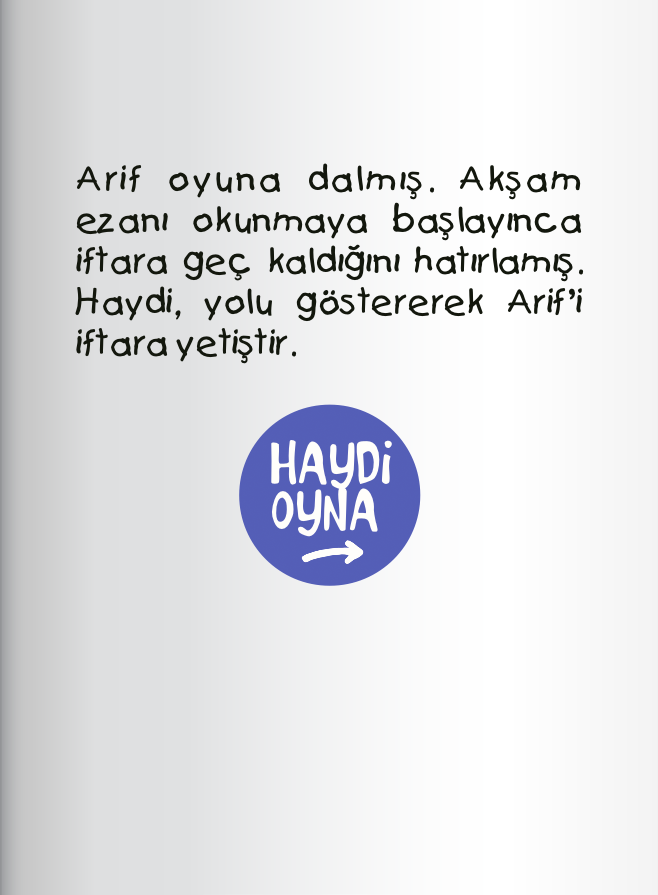 Arif oyuna dalmış. Akşam
ezanı okunmaya başlayınca
iftara geç kaldığını hatırlamış.
Haydi, yolu göstererek Arif'i
iftara yetiştir.
HAYDi
OYNA